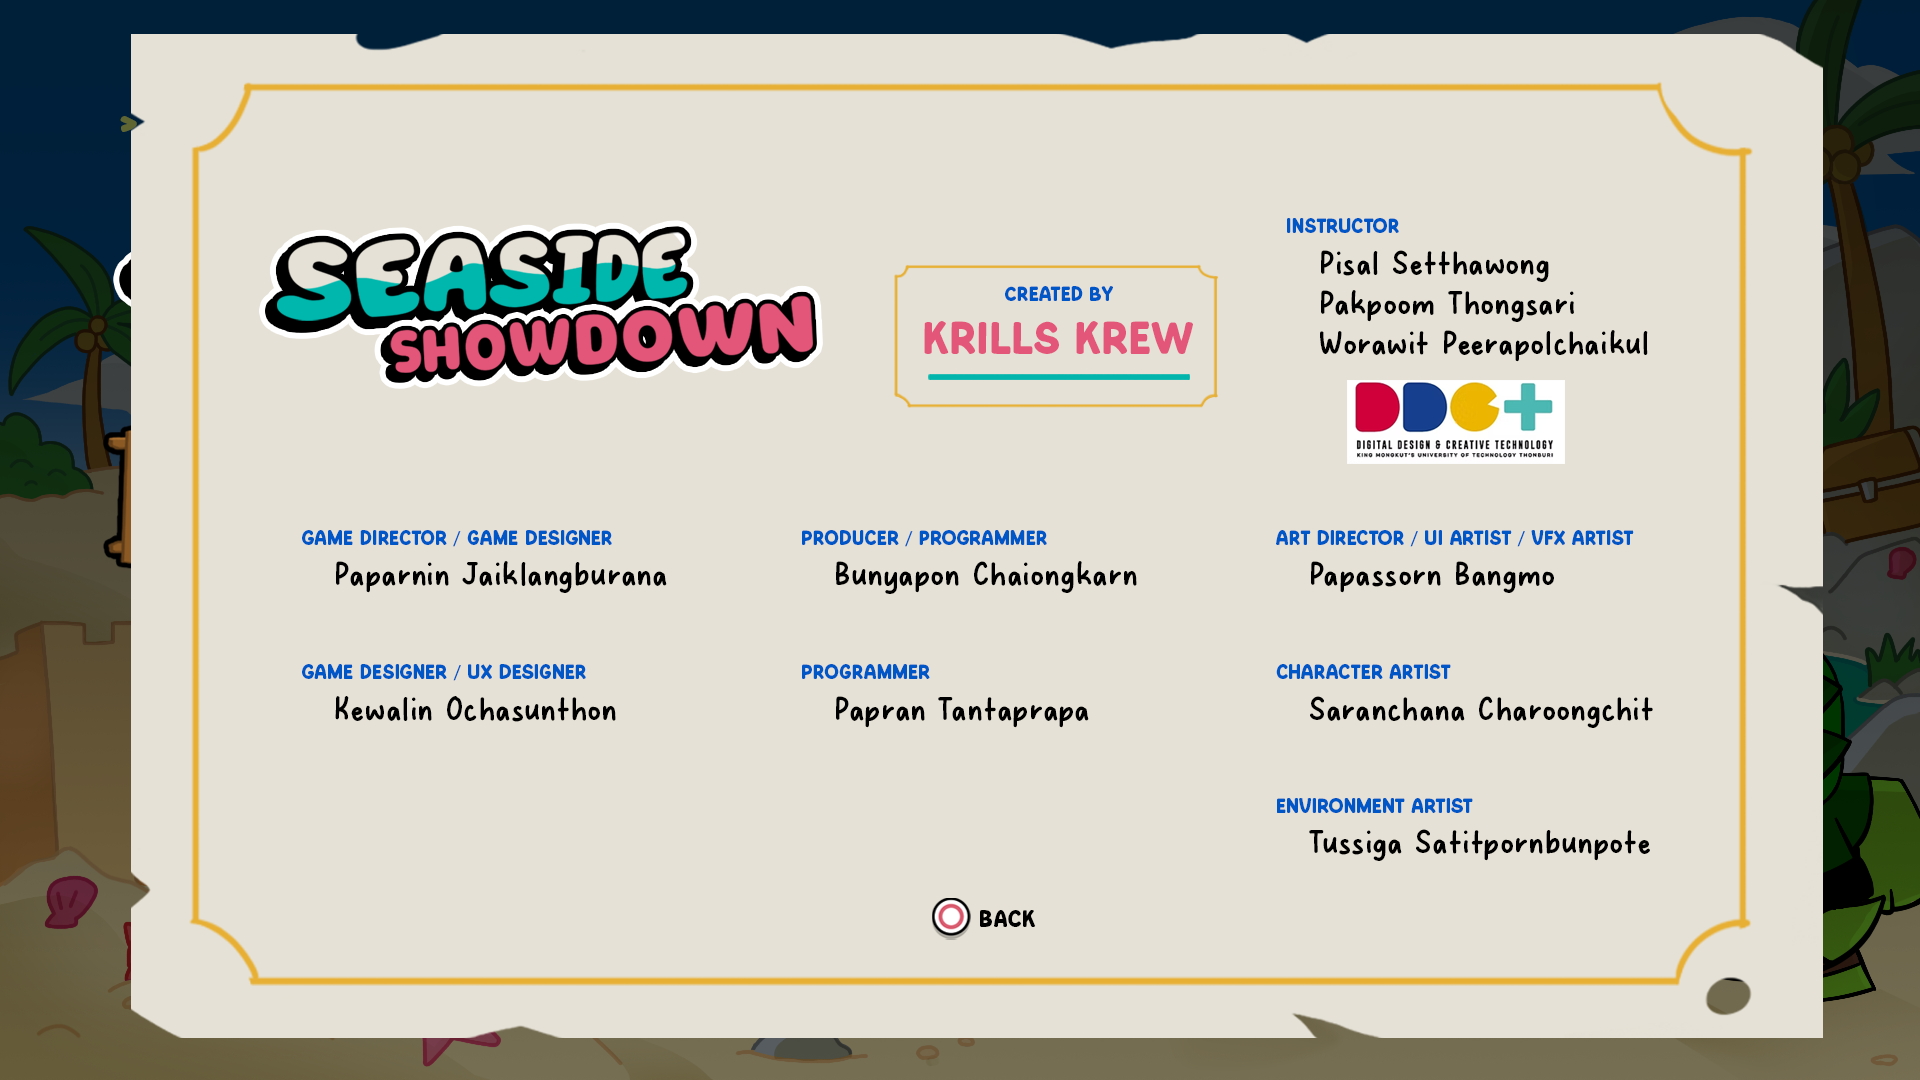 SEASIDE
SHOWDOWN
CREATED BY
KRILLS KREW
INSTRUCTOR
Pisal Setthawong
Pakpoom Thongsari
Worawit Peerapolchaikul
DDC+
DIGITAL DESIGN & CREATIVE TECHNOLOGY
KING MONGKUT'S UNIVERSITY OF TECHNOLOGY THONBURI
GAME DIRECTOR / GAME DESIGNER
Paparnin Jaiklangburana
PRODUCER / PROGRAMMER
Bunyapon Chaiongkarn
ART DIRECTOR / UI ARTIST / VFX ARTIST
Papassorn Bangmo
GAME DESIGNER / UX DESIGNER
Kewalin Ochasunthon
PROGRAMMER
Papran Tantaprapa
CHARACTER ARTIST
Saranchana Charoongchit
ENVIRONMENT ARTIST
Tussiga Satitpornbunpote
BACK